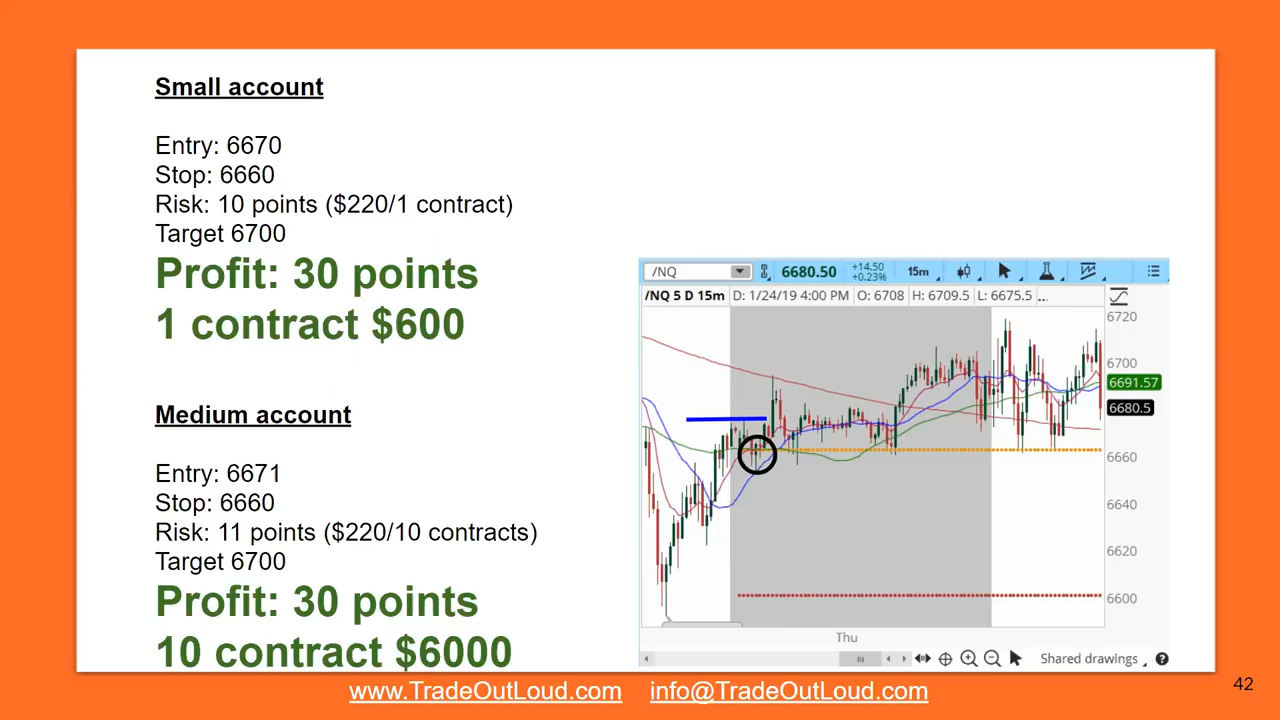 Small account
Entry: 6670
Stop: 6660
Risk: 10 points ($220/1 contract)
Target 6700
Profit: 30 points
1 contract $600
Medium account
Entry: 6671
Stop: 6660
Risk: 11 points ($220/10 contracts)
Target 6700
Profit: 30 points
10 contract $6000
/NQ 6680.50 +14.50 +0.23% 15m
/NQ 5 D 15m D: 1/24/19 4:00 PM O: 6708 H: 6709.5 L: 6675.5 ...
6720
6700
6691.57
6680.5
6660
6640
6620
6600
Thu
Shared drawings
www.TradeOutLoud.com info@TradeOutLoud.com
42